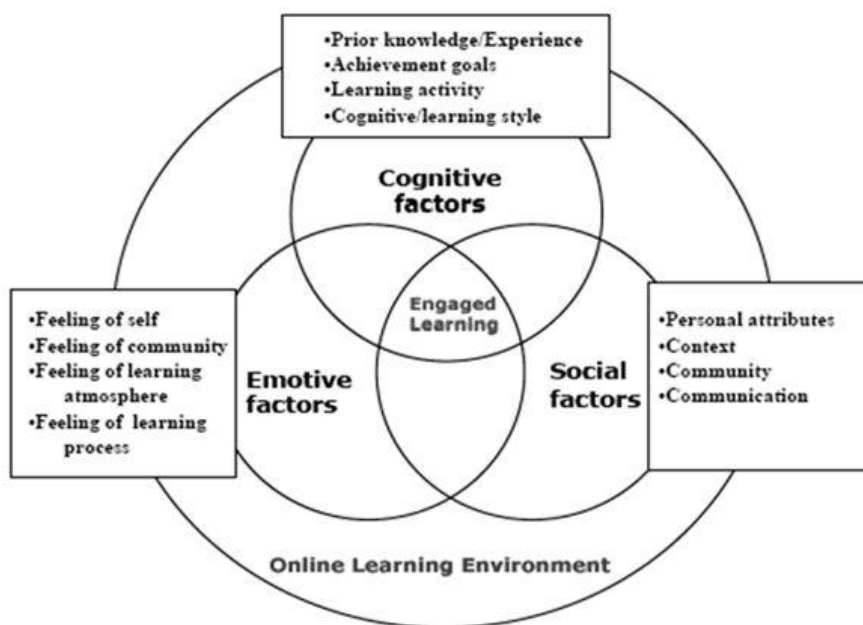 •Prior knowledge/Experience
•Achievement goals
•Learning activity
•Cognitive/learning style
Cognitive
factors
Engaged
Learning
•Feeling of self
•Feeling of community
•Feeling of learning
atmosphere
•Feeling of learning
process
Emotive
factors
Social
factors
•Personal attributes
•Context
•Community
•Communication
Online Learning Environment